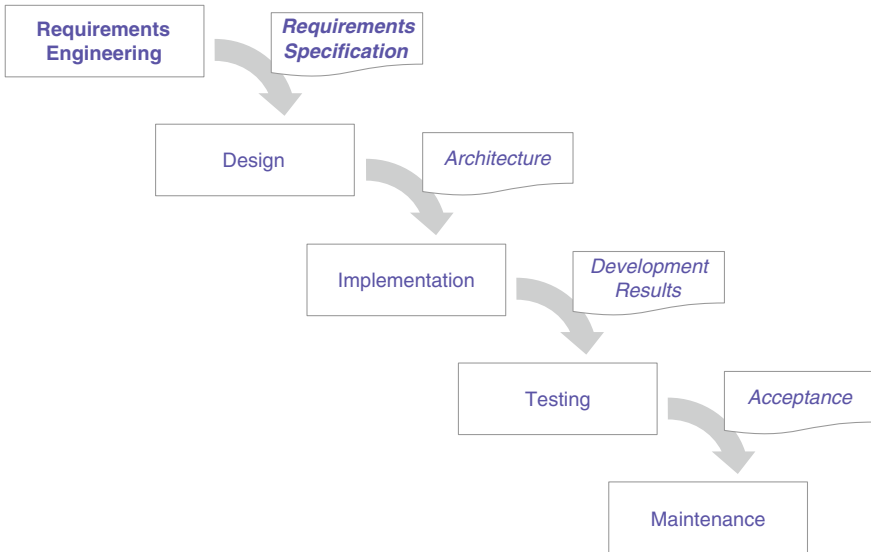 Requirements
Engineering
Requirements
Specification
Design
Architecture
Implementation
Development
Results
Testing
Acceptance
Maintenance